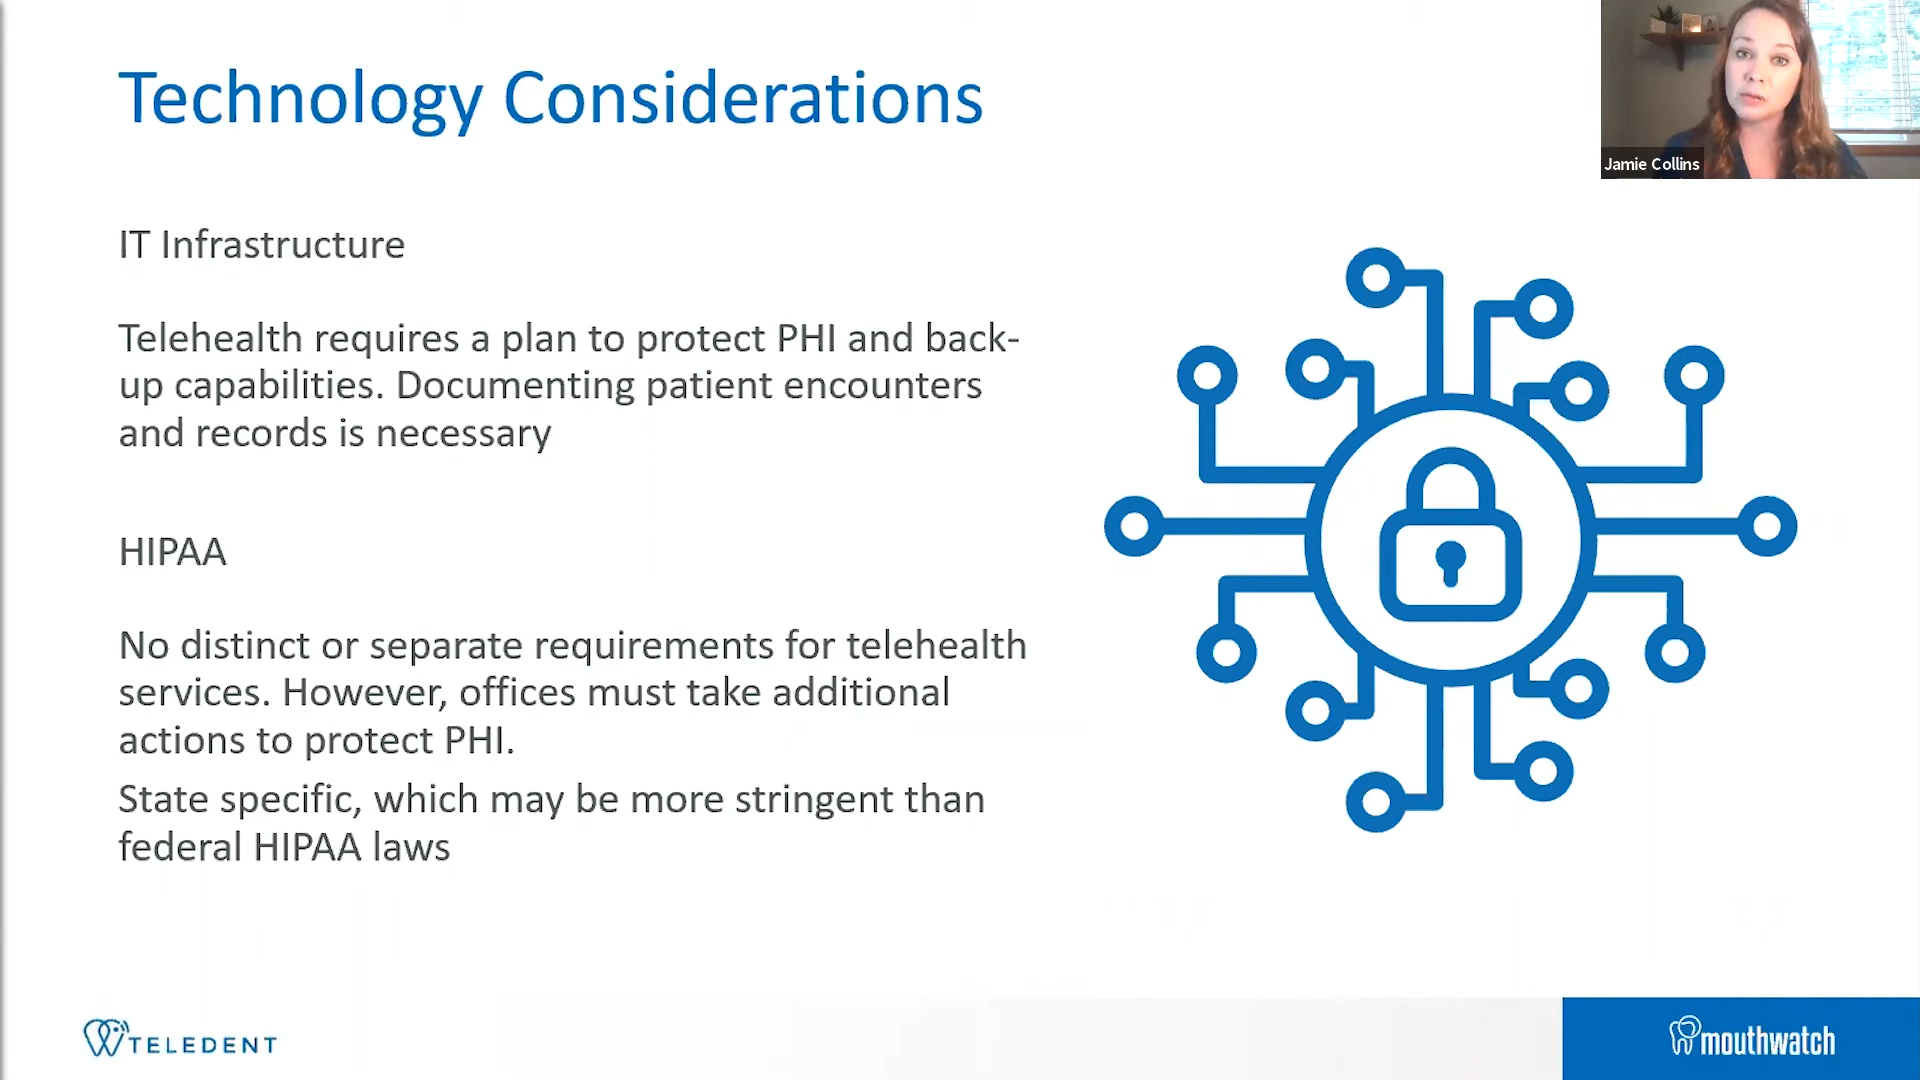 Technology Considerations
Jamie Collins
IT Infrastructure
Telehealth requires a plan to protect PHI and back-
up capabilities. Documenting patient encounters
and records is necessary
HIPAA
No distinct or separate requirements for telehealth
services. However, offices must take additional
actions to protect PHI.
State specific, which may be more stringent than
federal HIPAA laws
TELEDENT
mouthwatch